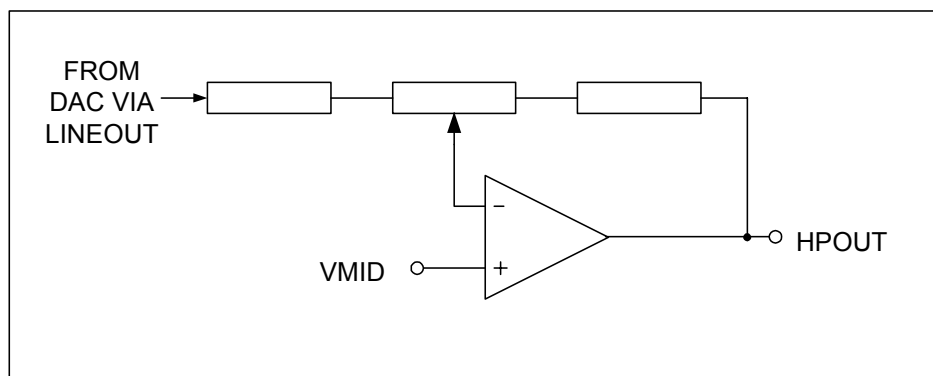 FROM
DAC VIA
LINEOUT
−
+
VMID
HPOUT